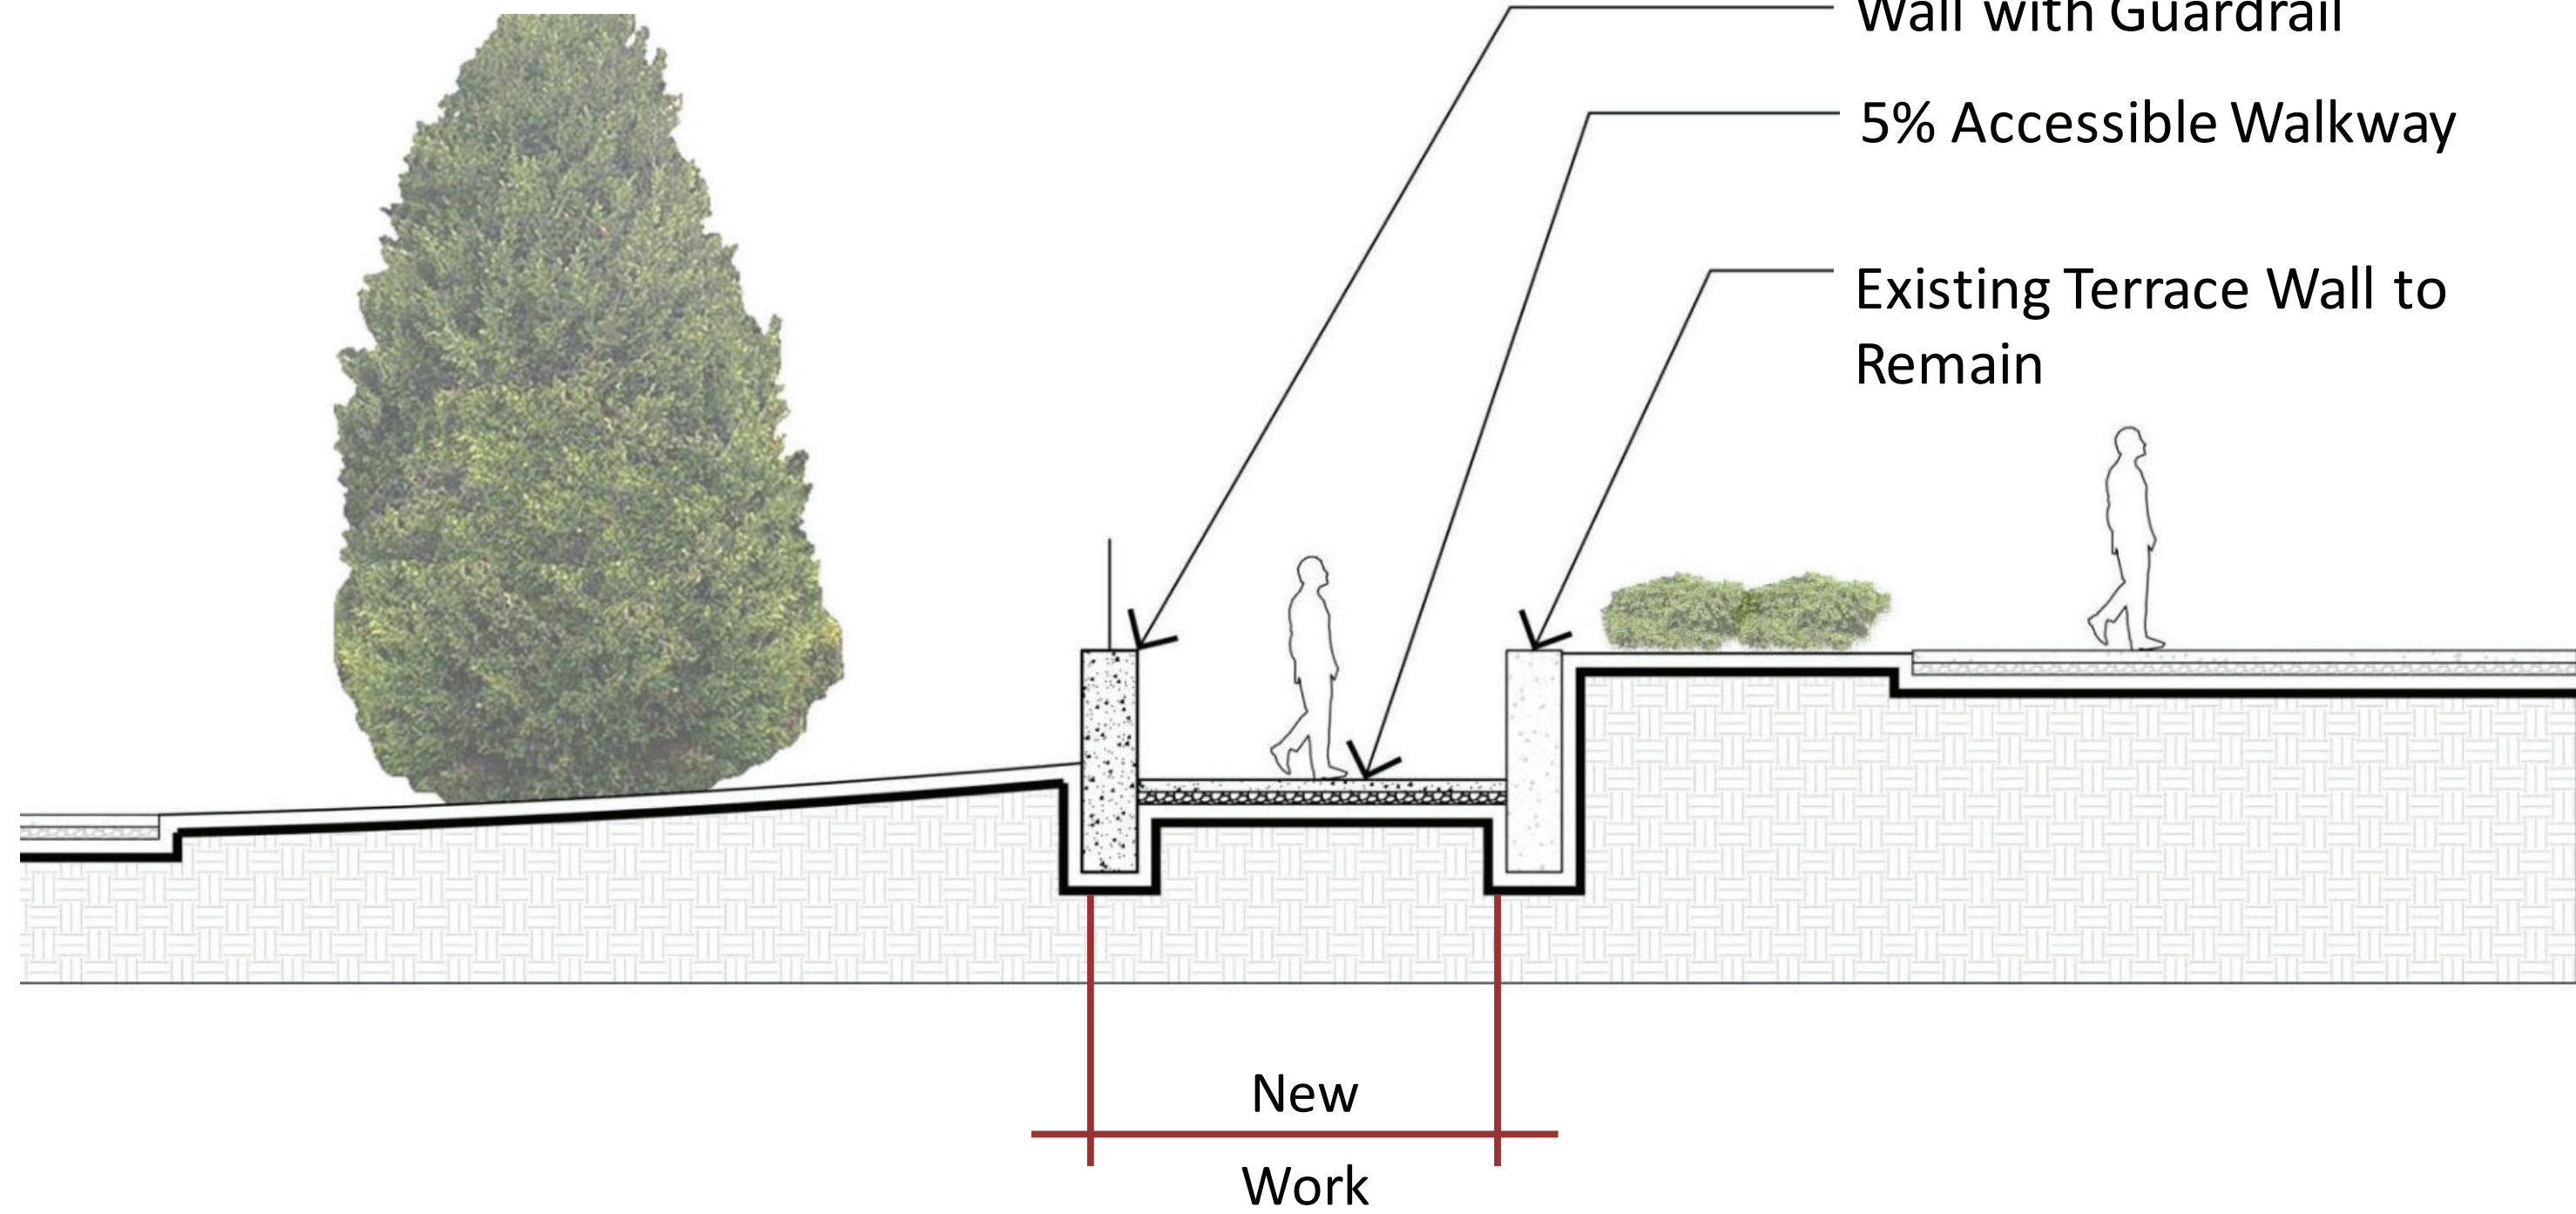 Wall with Guardrail
5% Accessible Walkway
Existing Terrace Wall to
Remain
New
Work